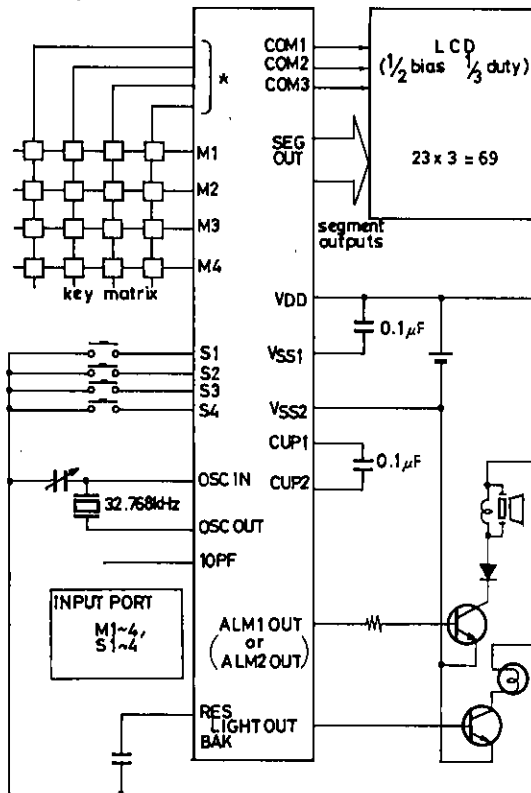 COM1
COM2
COM3
LCD
(1/2 bias 1/3 duty)
*
SEG
OUT
23 x 3 = 69
M1
M2
M3
M4
segment
outputs
key matrix
VDD
0.1μF
VSS1
S1
S2
S3
S4
VSS2
CUP1
0.1μF
CUP2
OSC IN
32.768kHz
OSC OUT
10PF
INPUT PORT
M1~4,
S1~4
ALM1 OUT
or
(ALM2 OUT)
RES
LIGHT OUT
BAK